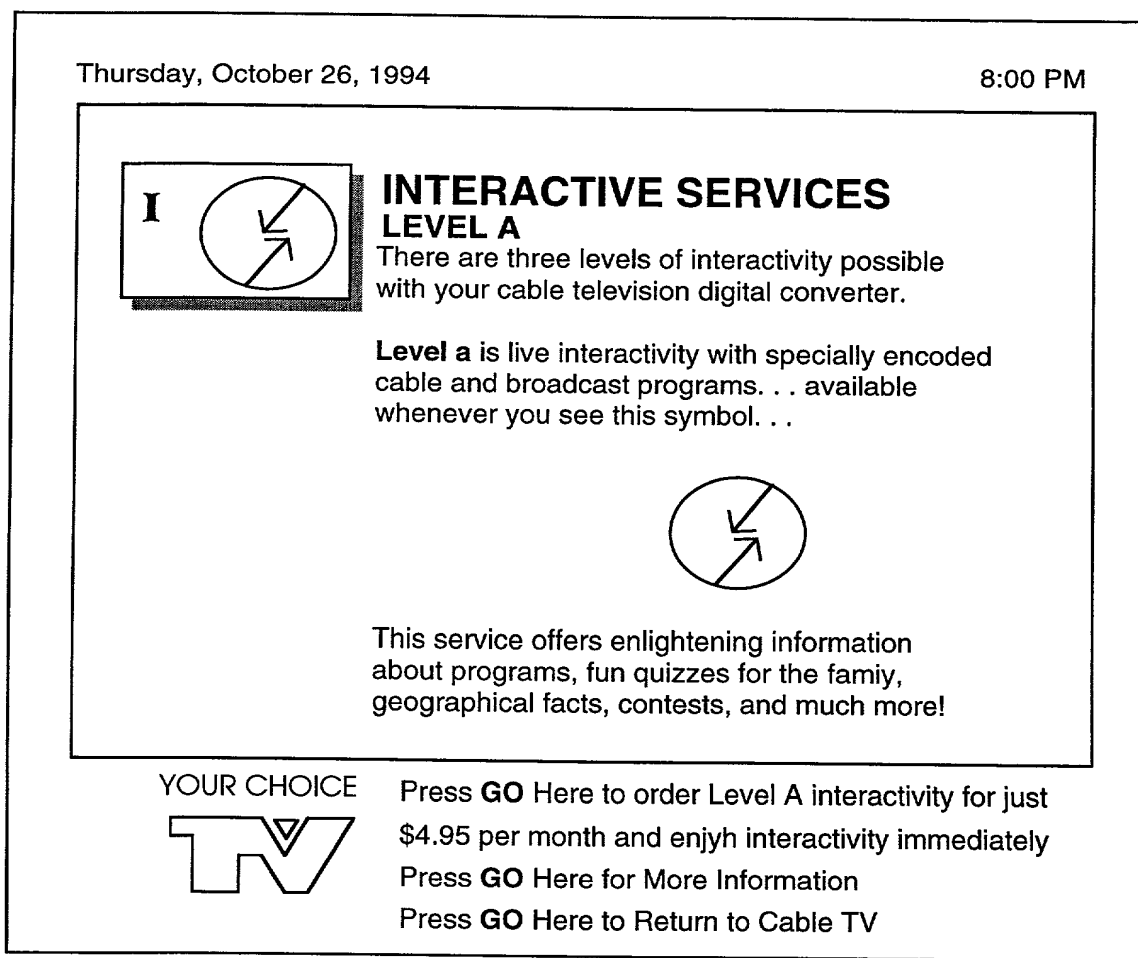 Thursday, October 26, 1994
8:00 PM
I
INTERACTIVE SERVICES
LEVEL A
There are three levels of interactivity possible
with your cable television digital converter.
Level a is live interactivity with specially encoded
cable and broadcast programs. . . available
whenever you see this symbol. . .
This service offers enlightening information
about programs, fun quizzes for the famiy,
geographical facts, contests, and much more!
YOUR CHOICE
TV
Press GO Here to order Level A interactivity for just
$4.95 per month and enjyh interactivity immediately
Press GO Here for More Information
Press GO Here to Return to Cable TV